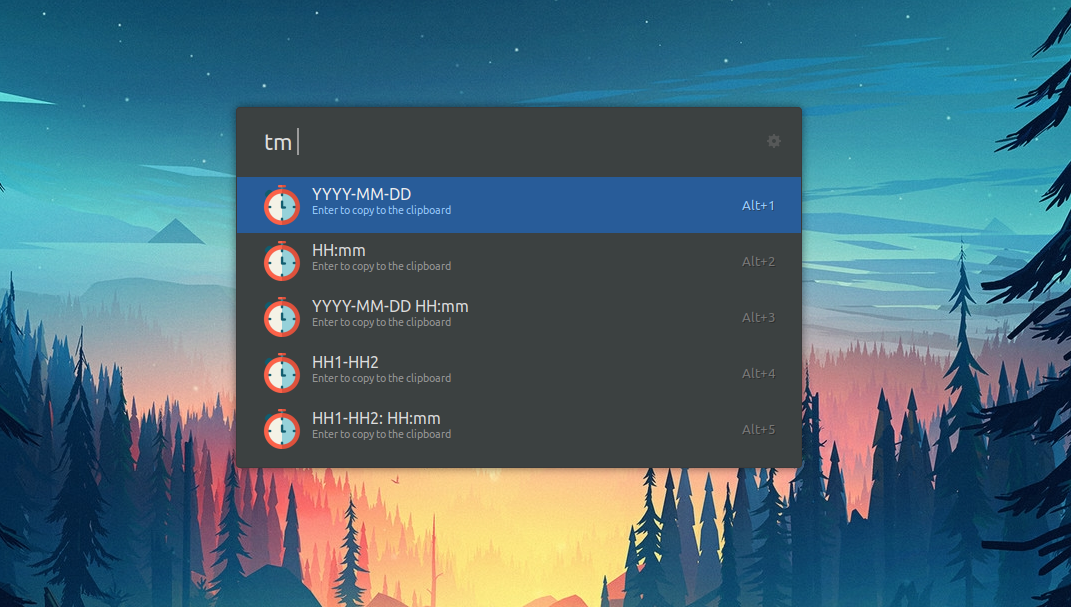 tm
YYYY-MM-DD
Enter to copy to the clipboard
Alt+1
HH:mm
Enter to copy to the clipboard
Alt+2
YYYY-MM-DD HH:mm
Enter to copy to the clipboard
Alt+3
HH1-HH2
Enter to copy to the clipboard
Alt+4
HH1-HH2: HH:mm
Enter to copy to the clipboard
Alt+5